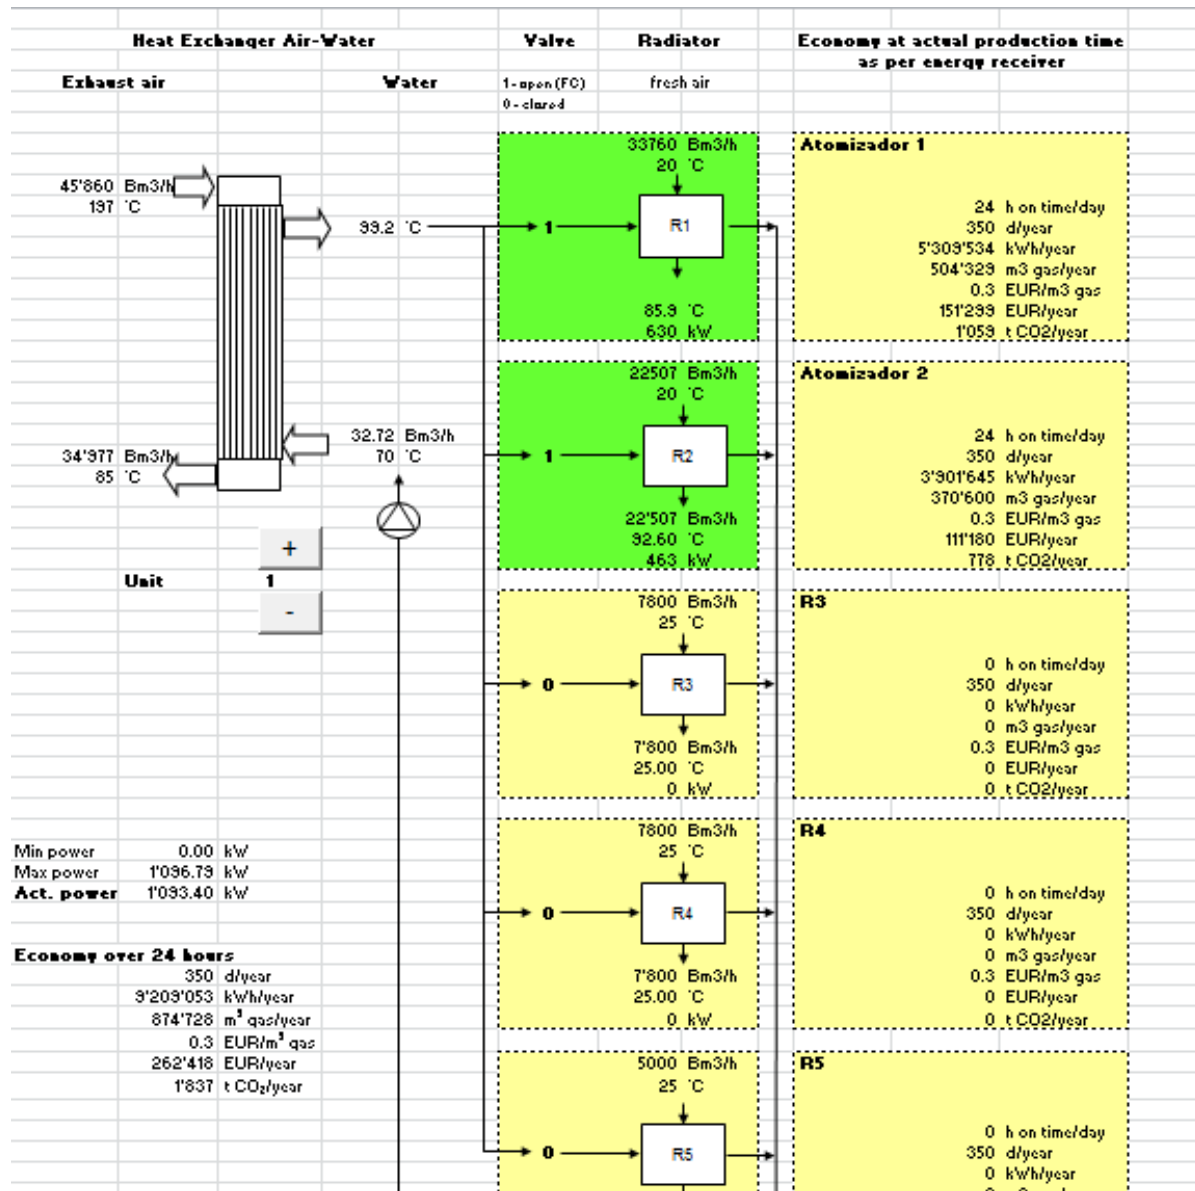 Heat Exchanger Air-Water
Valve
Radiator
Economy at actual production time
as per energy receiver
Exhaust air
Water
1 - open (FC)
0 - closed
fresh air
45'860 Bm3/h
197 °C
99.2 °C
34'977 Bm3/h
85 °C
32.72 Bm3/h
70 °C
+
Unit 1
-
33760 Bm3/h
20 °C
1
R1
85.9 °C
630 kW
Atomizador 1
24 h on time/day
350 d/year
5'309'534 kWh/year
504'329 m3 gas/year
0.3 EUR/m3 gas
151'299 EUR/year
1'059 t CO2/year
22507 Bm3/h
20 °C
1
R2
22'507 Bm3/h
92.60 °C
463 kW
Atomizador 2
24 h on time/day
350 d/year
3'901'645 kWh/year
370'600 m3 gas/year
0.3 EUR/m3 gas
111'180 EUR/year
778 t CO2/year
7800 Bm3/h
25 °C
0
R3
7'800 Bm3/h
25.00 °C
0 kW
R3
0 h on time/day
350 d/year
0 kWh/year
0 m3 gas/year
0.3 EUR/m3 gas
0 EUR/year
0 t CO2/year
Min power 0.00 kW
Max power 1'096.79 kW
Act. power 1'093.40 kW
Economy over 24 hours
350 d/year
9'209'053 kWh/year
874'728 m³ gas/year
0.3 EUR/m³ gas
262'418 EUR/year
1'837 t CO₂/year
7800 Bm3/h
25 °C
0
R4
7'800 Bm3/h
25.00 °C
0 kW
R4
0 h on time/day
350 d/year
0 kWh/year
0 m3 gas/year
0.3 EUR/m3 gas
0 EUR/year
0 t CO2/year
5000 Bm3/h
25 °C
0
R5
R5
0 h on time/day
350 d/year
0 kWh/year